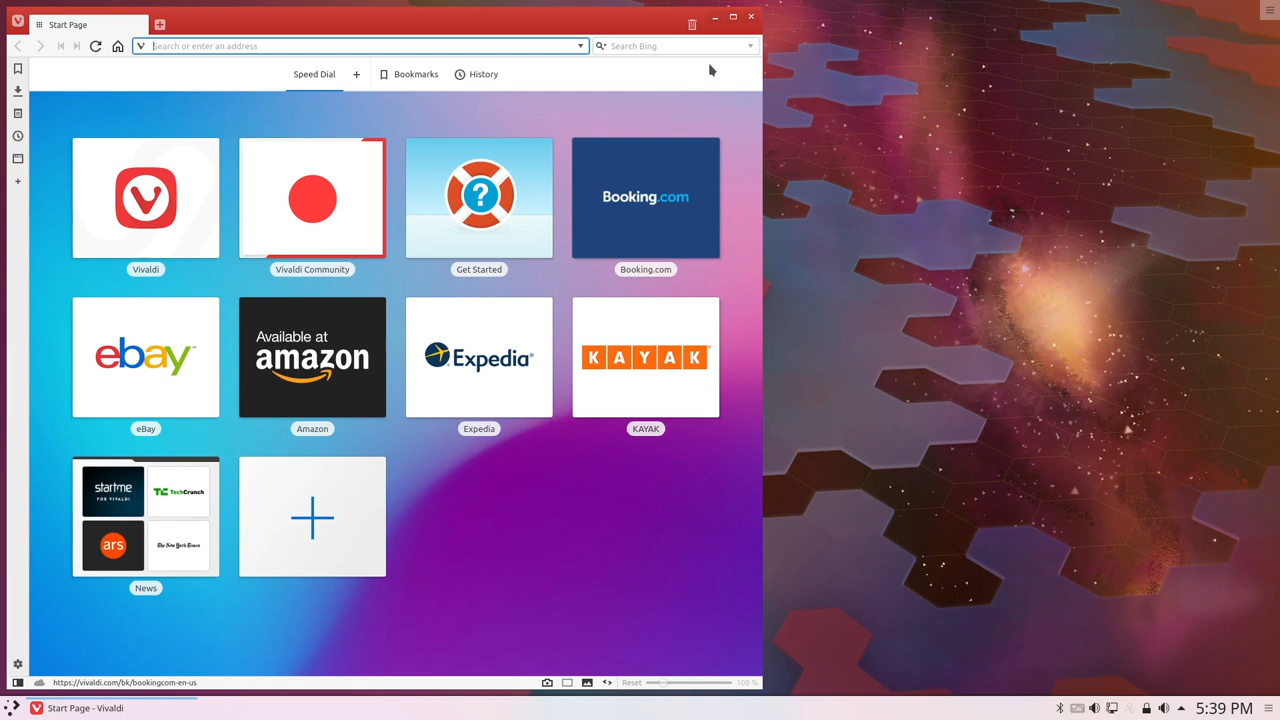 Start Page
Search or enter an address
Search Bing
Speed Dial
Bookmarks
History
Booking.com
Vivaldi
Vivaldi Community
Get Started
Booking.com
ebay™
Available at
amazon
Expedia®
KAYAK®
eBay
Amazon
Expedia
KAYAK
startme
FOR VIVALDI
TC TechCrunch
ars
The New York Times
News
https://vivaldi.com/bk/bookingcom-en-us
Reset
100 %
Start Page - Vivaldi
5:39 PM